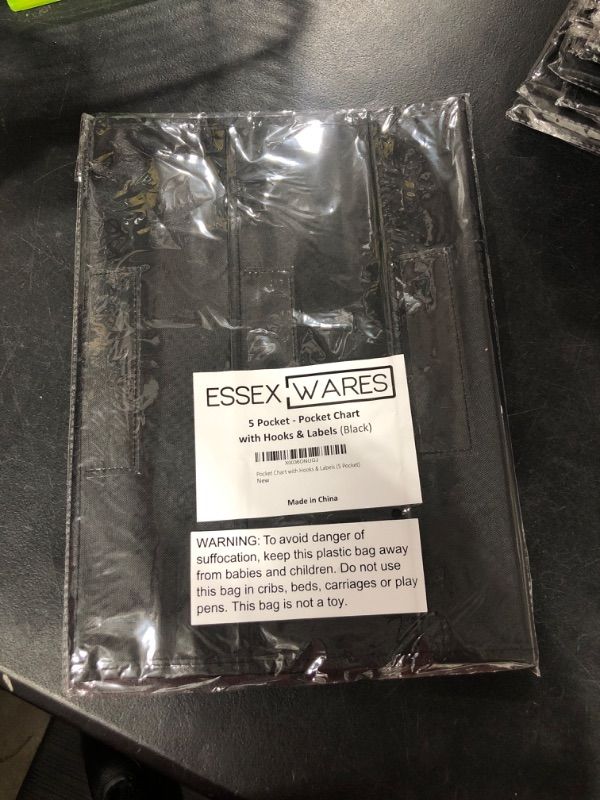 ESSEX WARES
5 Pocket - Pocket Chart
with Hooks & Labels (Black)
Pocket Chart with Hooks & Labels (5 Pocket)
New
Made in China
WARNING: To avoid danger of
suffocation, keep this plastic bag away
from babies and children. Do not use
this bag in cribs, beds, carriages or play
pens. This bag is not a toy.